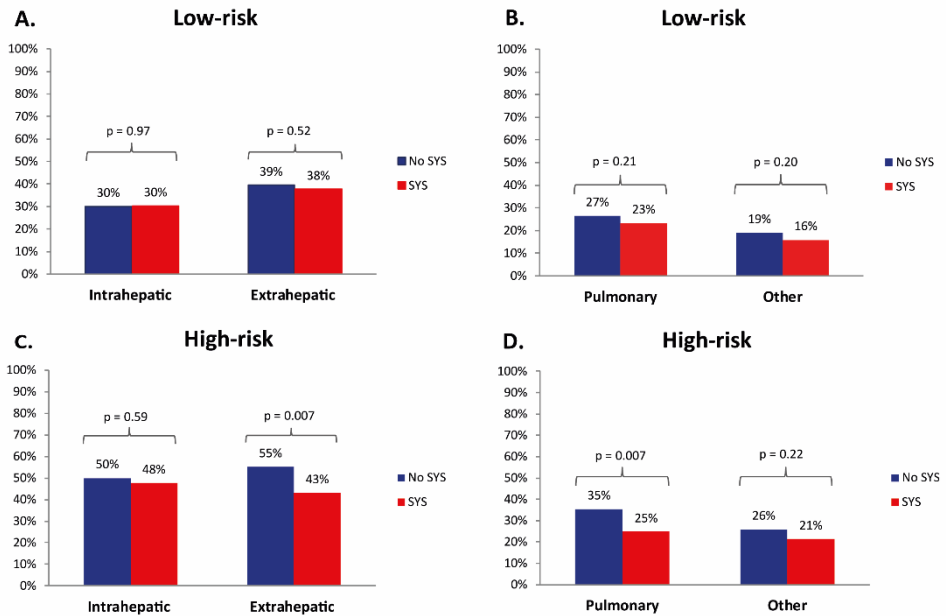 A.
Low-risk
100%
90%
80%
70%
60%
50%
40%
30%
20%
10%
0%
p = 0.97
p = 0.52
30%
30%
39%
38%
No SYS
SYS
Intrahepatic
Extrahepatic
B.
Low-risk
100%
90%
80%
70%
60%
50%
40%
30%
20%
10%
0%
p = 0.21
p = 0.20
27%
23%
19%
16%
No SYS
SYS
Pulmonary
Other
C.
High-risk
100%
90%
80%
70%
60%
50%
40%
30%
20%
10%
0%
p = 0.59
p = 0.007
50%
48%
55%
43%
No SYS
SYS
Intrahepatic
Extrahepatic
D.
High-risk
100%
90%
80%
70%
60%
50%
40%
30%
20%
10%
0%
p = 0.007
p = 0.22
35%
25%
26%
21%
No SYS
SYS
Pulmonary
Other